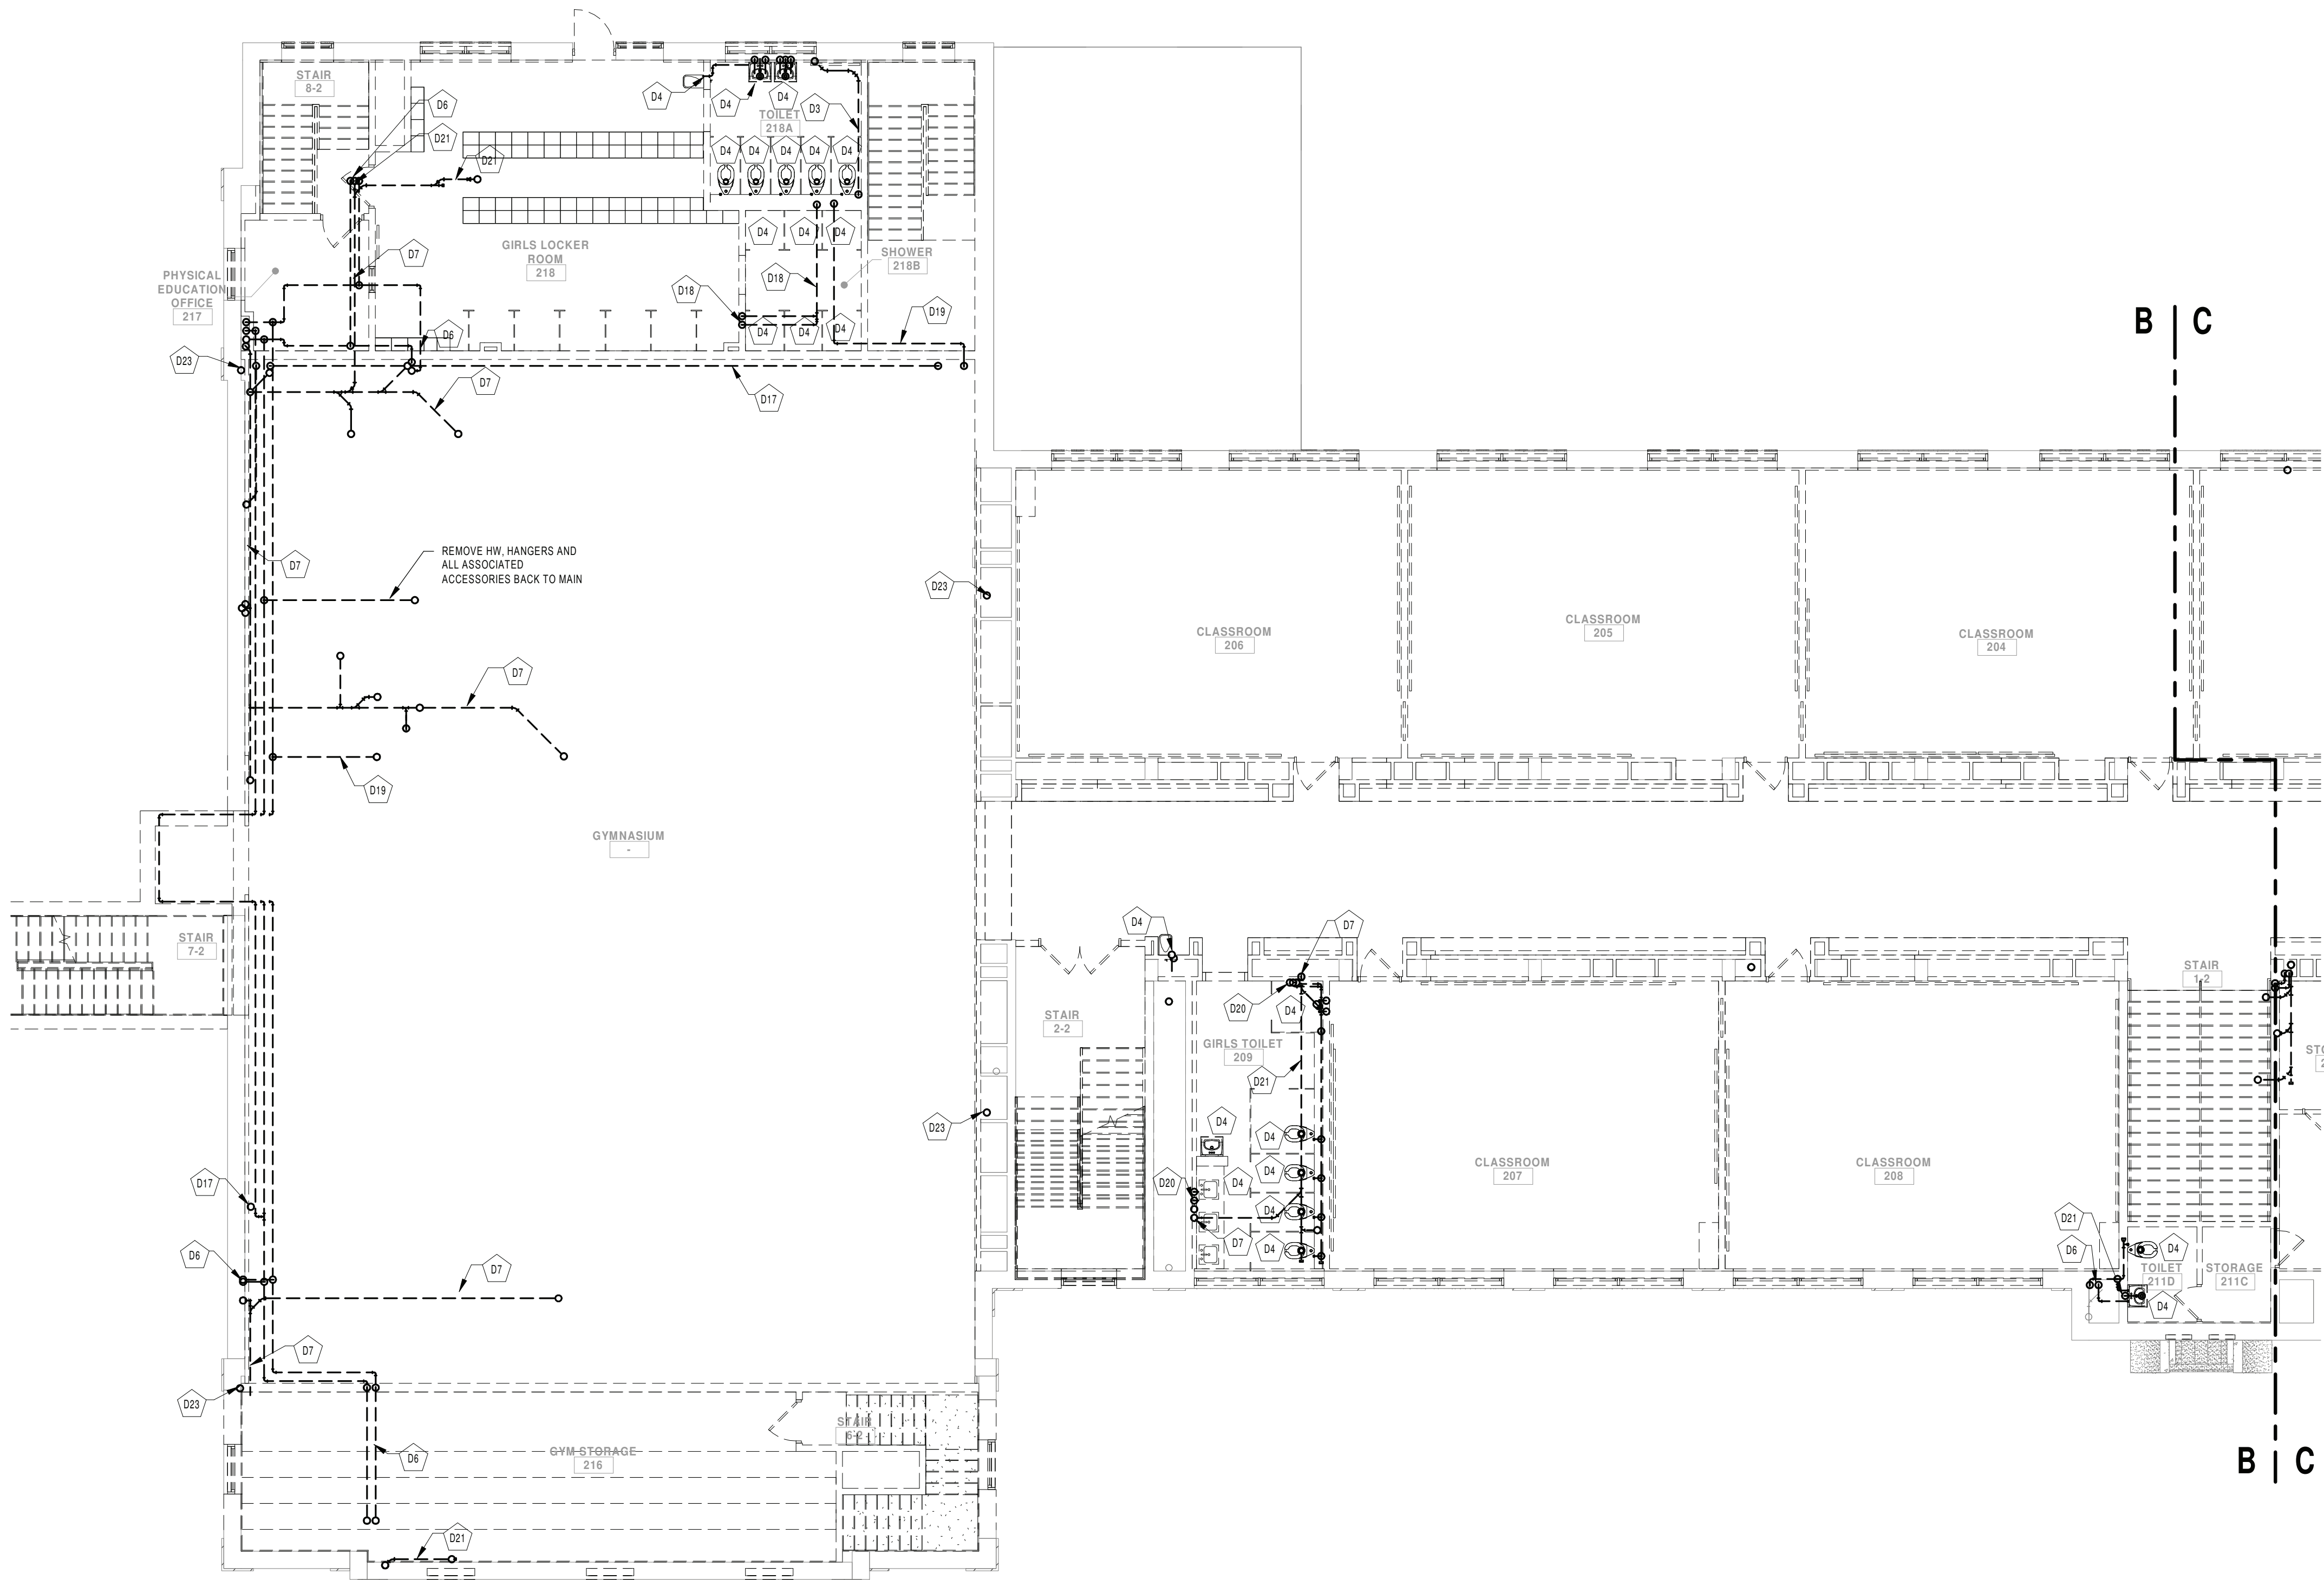 STAIR
8-2
D6
D21
D21
D4
D4
D4
D3
TOILET
218A
D4
D4
D4
D4
D4
GIRLS LOCKER
ROOM
218
D7
D4
D4
D4
SHOWER
218B
D18
D18
D4
D4
D4
D19
PHYSICAL
EDUCATION
OFFICE
217
D6
D23
D7
D17
B
C
REMOVE HW, HANGERS AND
ALL ASSOCIATED
ACCESSORIES BACK TO MAIN
D7
D23
CLASSROOM
206
CLASSROOM
205
CLASSROOM
204
D7
D19
GYMNASIUM
-
STAIR
7-2
D4
D7
STAIR
2-2
D20
D4
GIRLS TOILET
209
D21
STAIR
1-2
D23
D4
D4
D4
D4
D20
D4
D7
D4
CLASSROOM
207
CLASSROOM
208
D17
D6
D7
D21
D6
D4
TOILET
211D
STORAGE
211C
D4
D7
D23
STAIR
6-2
GYM STORAGE
216
D6
D21
B
C